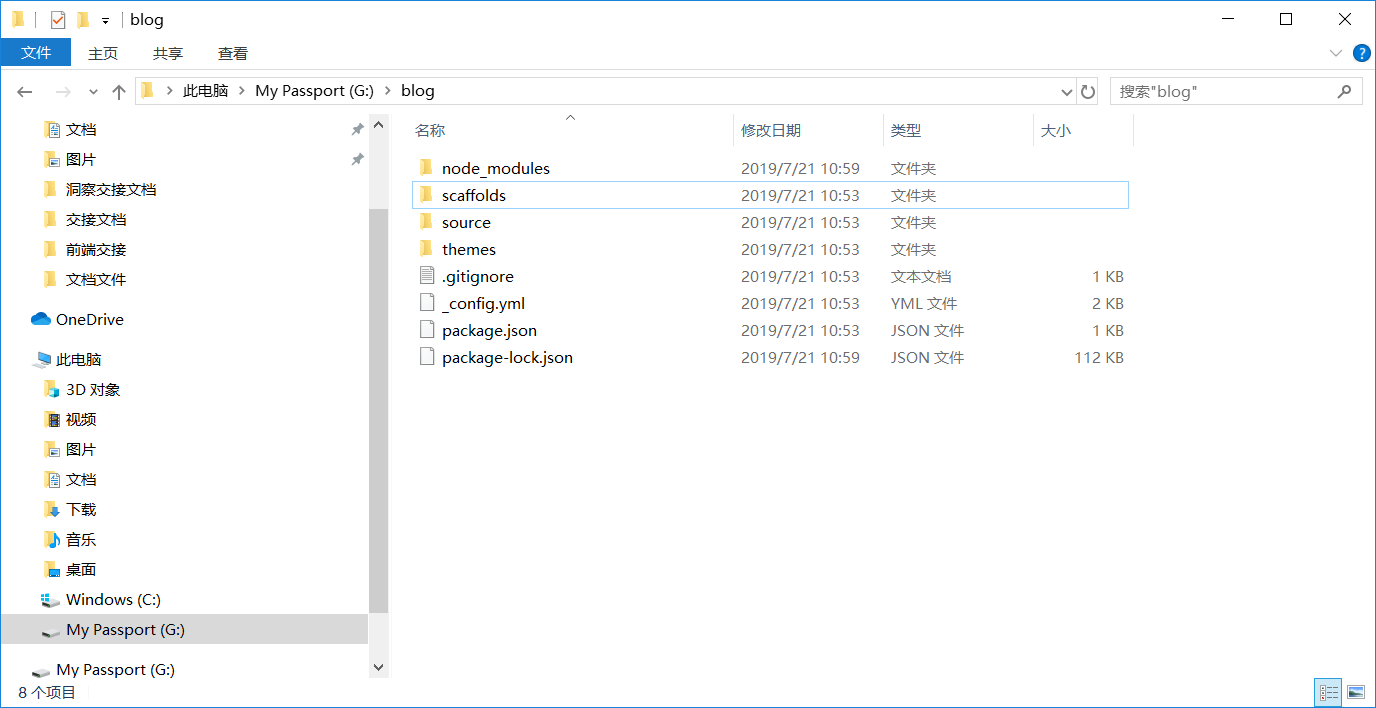 blog
文件 主页 共享 查看
此电脑 My Passport (G:) blog 搜索"blog"
文档
图片
洞察交接文档
交接文档
前端交接
文档文件
OneDrive
此电脑
3D 对象
视频
图片
文档
下载
音乐
桌面
Windows (C:)
My Passport (G:)
My Passport (G:)
名称 修改日期 类型 大小
node_modules 2019/7/21 10:59 文件夹
scaffolds 2019/7/21 10:53 文件夹
source 2019/7/21 10:53 文件夹
themes 2019/7/21 10:53 文件夹
.gitignore 2019/7/21 10:53 文本文档 1 KB
_config.yml 2019/7/21 10:53 YML 文件 2 KB
package.json 2019/7/21 10:53 JSON 文件 1 KB
package-lock.json 2019/7/21 10:59 JSON 文件 112 KB
8 个项目